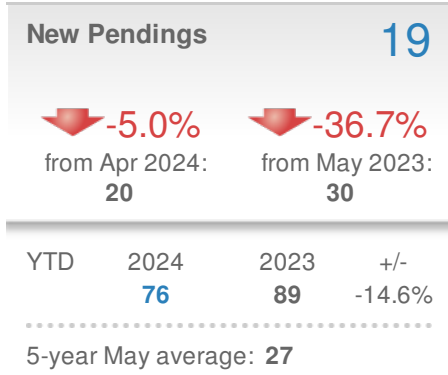 New Pendings 19
-5.0% -36.7%
from Apr 2024: from May 2023:
20 30
YTD 2024 2023 +/-
76 89 -14.6%
5-year May average: 27